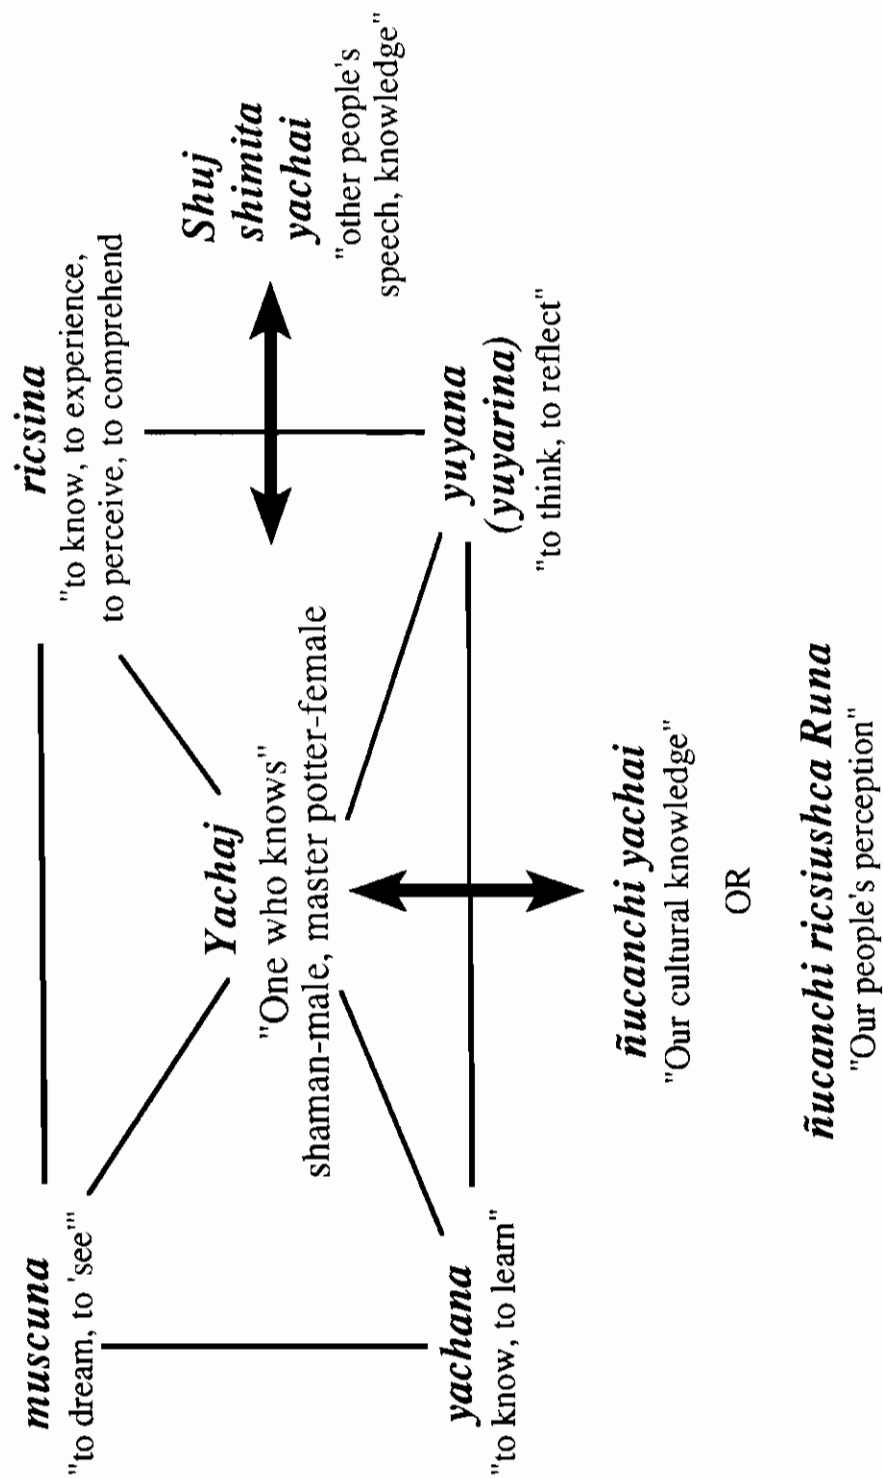 muscuna
"to dream, to 'see'"
ricsina
"to know, to experience,
to perceive, to comprehend
Yachaj
"One who knows"
shaman-male, master potter-female
Shuj
shimita
yachai
"other people's
speech, knowledge"
yachana
"to know, to learn"
yuyana
(yuyarina)
"to think, to reflect"
ñucanchi yachai
"Our cultural knowledge"
OR
ñucanchi ricsiushca Runa
"Our people's perception"